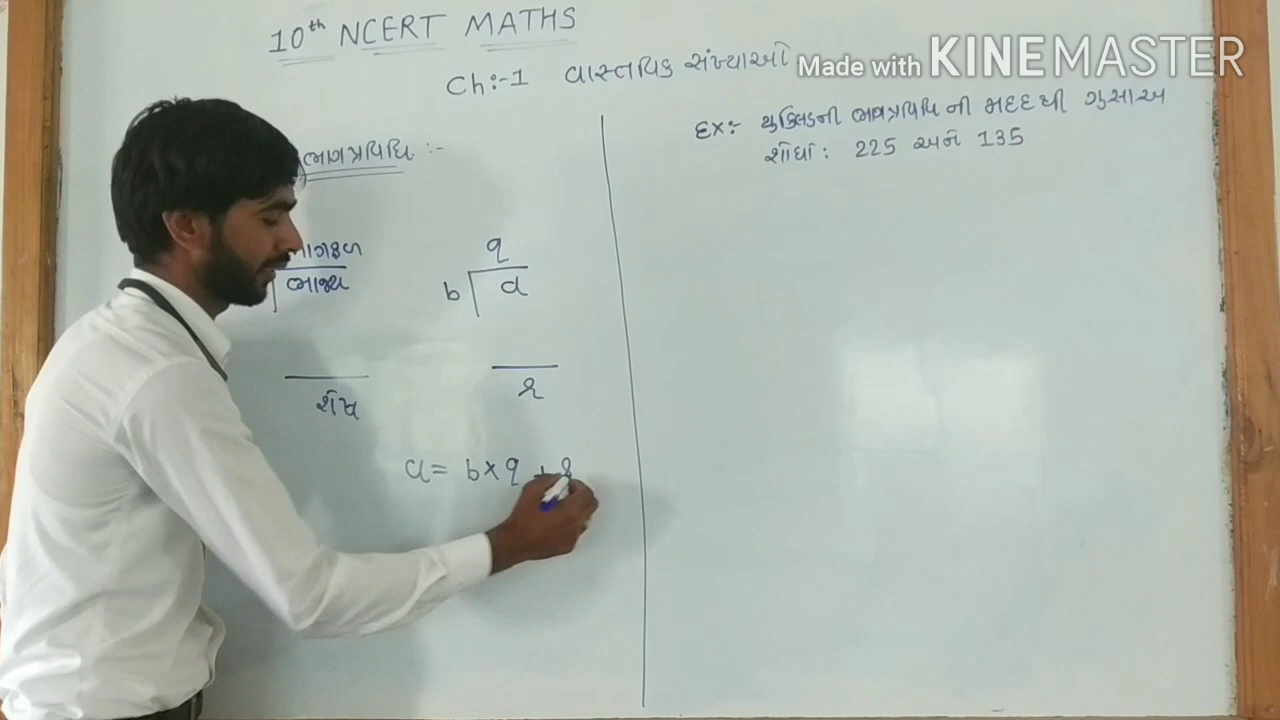 10th NCERT MATHS
Ch:-1 વાસ્તવિક સંખ્યાઓ
Made with KINEMASTER
ભાગપ્રવિધિ :-
ભાજ્ય
શેષ
q
b a
r
a = b × q + r
Ex:- યુક્લિડની ભાગપ્રવિધિ ની મદદથી ગુસાઅ
શોધો : 225 અને 135